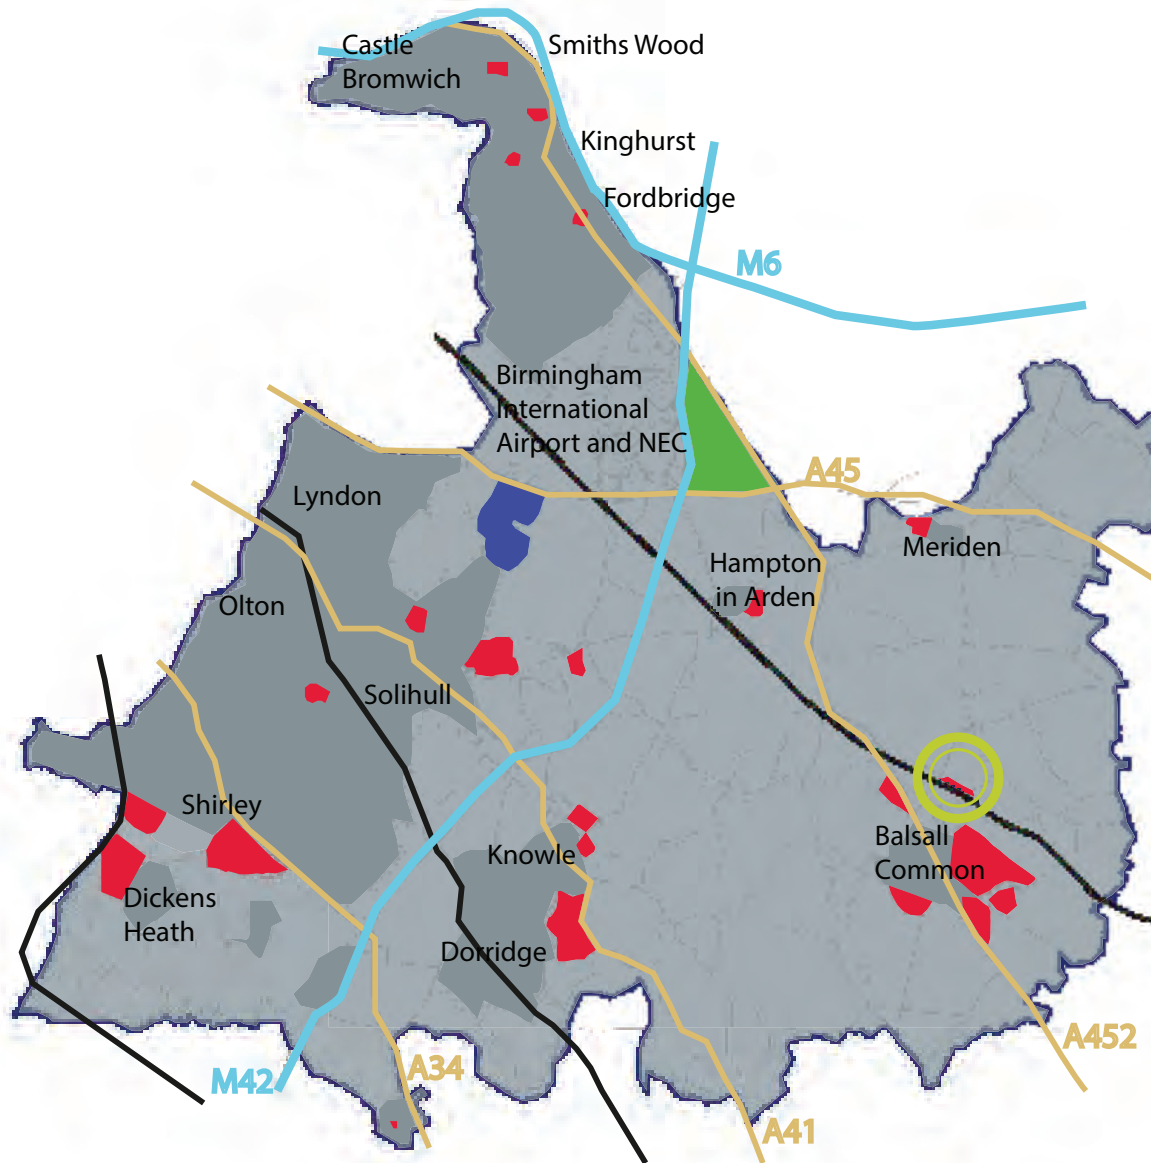 Castle
Bromwich
Smiths Wood
Kinghurst
Fordbridge
M6
Birmingham
International
Airport and NEC
A45
Lyndon
Meriden
Hampton
in Arden
Olton
Solihull
Shirley
Knowle
Balsall
Common
Dickens
Heath
Dorridge
M42
A34
A452
A41